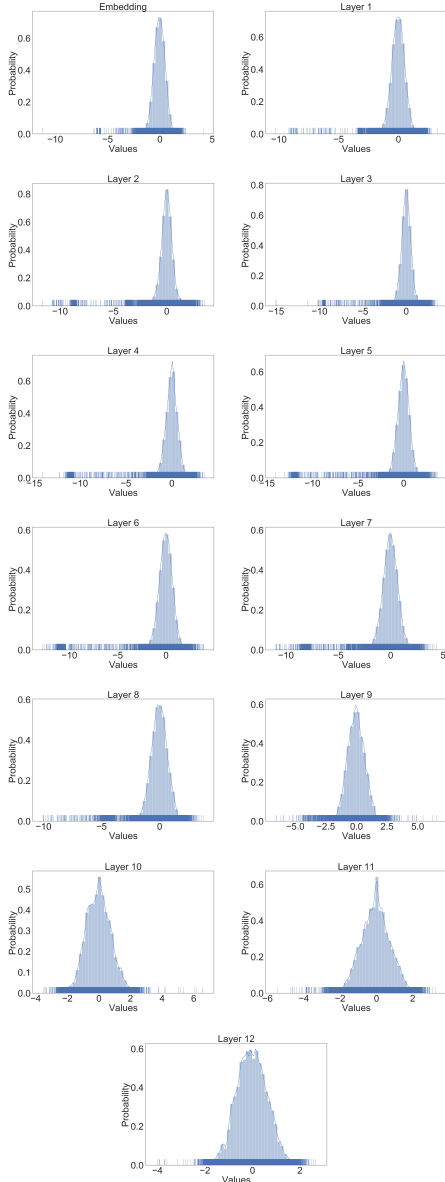 Embedding
Probability
0.6
0.4
0.2
0.0
−10
−5
0
5
Values
Layer 1
Probability
0.6
0.4
0.2
0.0
−10
−5
0
Values
Layer 2
Probability
0.8
0.6
0.4
0.2
0.0
−10
−5
0
Values
Layer 3
Probability
0.8
0.6
0.4
0.2
0.0
−15
−10
−5
0
Values
Layer 4
Probability
0.6
0.4
0.2
0.0
−15
−10
−5
0
Values
Layer 5
Probability
0.6
0.4
0.2
0.0
−15
−10
−5
0
Values
Layer 6
Probability
0.6
0.4
0.2
0.0
−10
−5
0
Values
Layer 7
Probability
0.6
0.4
0.2
0.0
−10
−5
0
5
Values
Layer 8
Probability
0.6
0.4
0.2
0.0
−10
−5
0
Values
Layer 9
Probability
0.6
0.4
0.2
0.0
−5.0
−2.5
0.0
2.5
5.0
Values
Layer 10
Probability
0.5
0.4
0.3
0.2
0.1
0.0
−4
−2
0
2
4
6
Values
Layer 11
Probability
0.6
0.4
0.2
0.0
−6
−4
−2
0
2
Values
Layer 12
Probability
0.6
0.4
0.2
0.0
−4
−2
0
2
Values